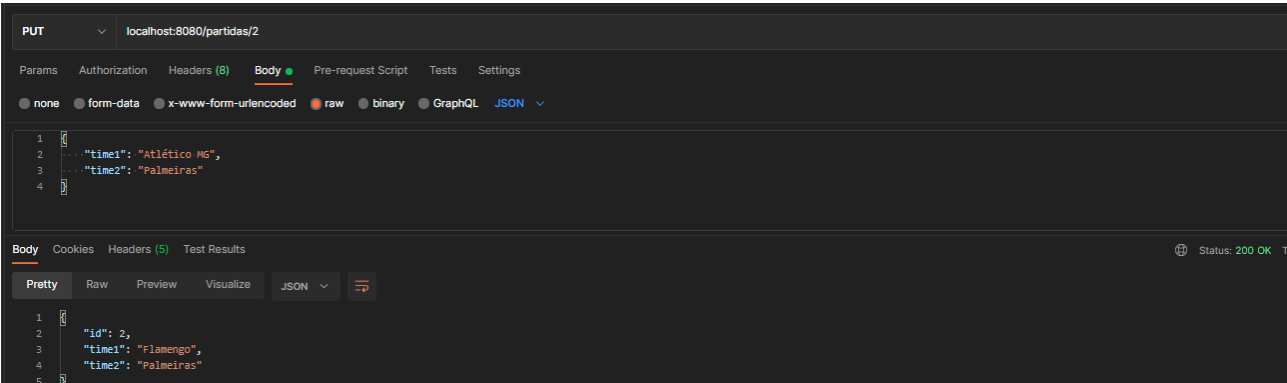 PUT localhost:8080/partidas/2
Params Authorization Headers (8) Body Pre-request Script Tests Settings
none form-data x-www-form-urlencoded raw binary GraphQL JSON
1 {
2 "time1": "Atlético MG",
3 "time2": "Palmeiras"
4 }
Body Cookies Headers (5) Test Results Status: 200 OK
Pretty Raw Preview Visualize JSON
1 {
2 "id": 2,
3 "time1": "Flamengo",
4 "time2": "Palmeiras"
5 }